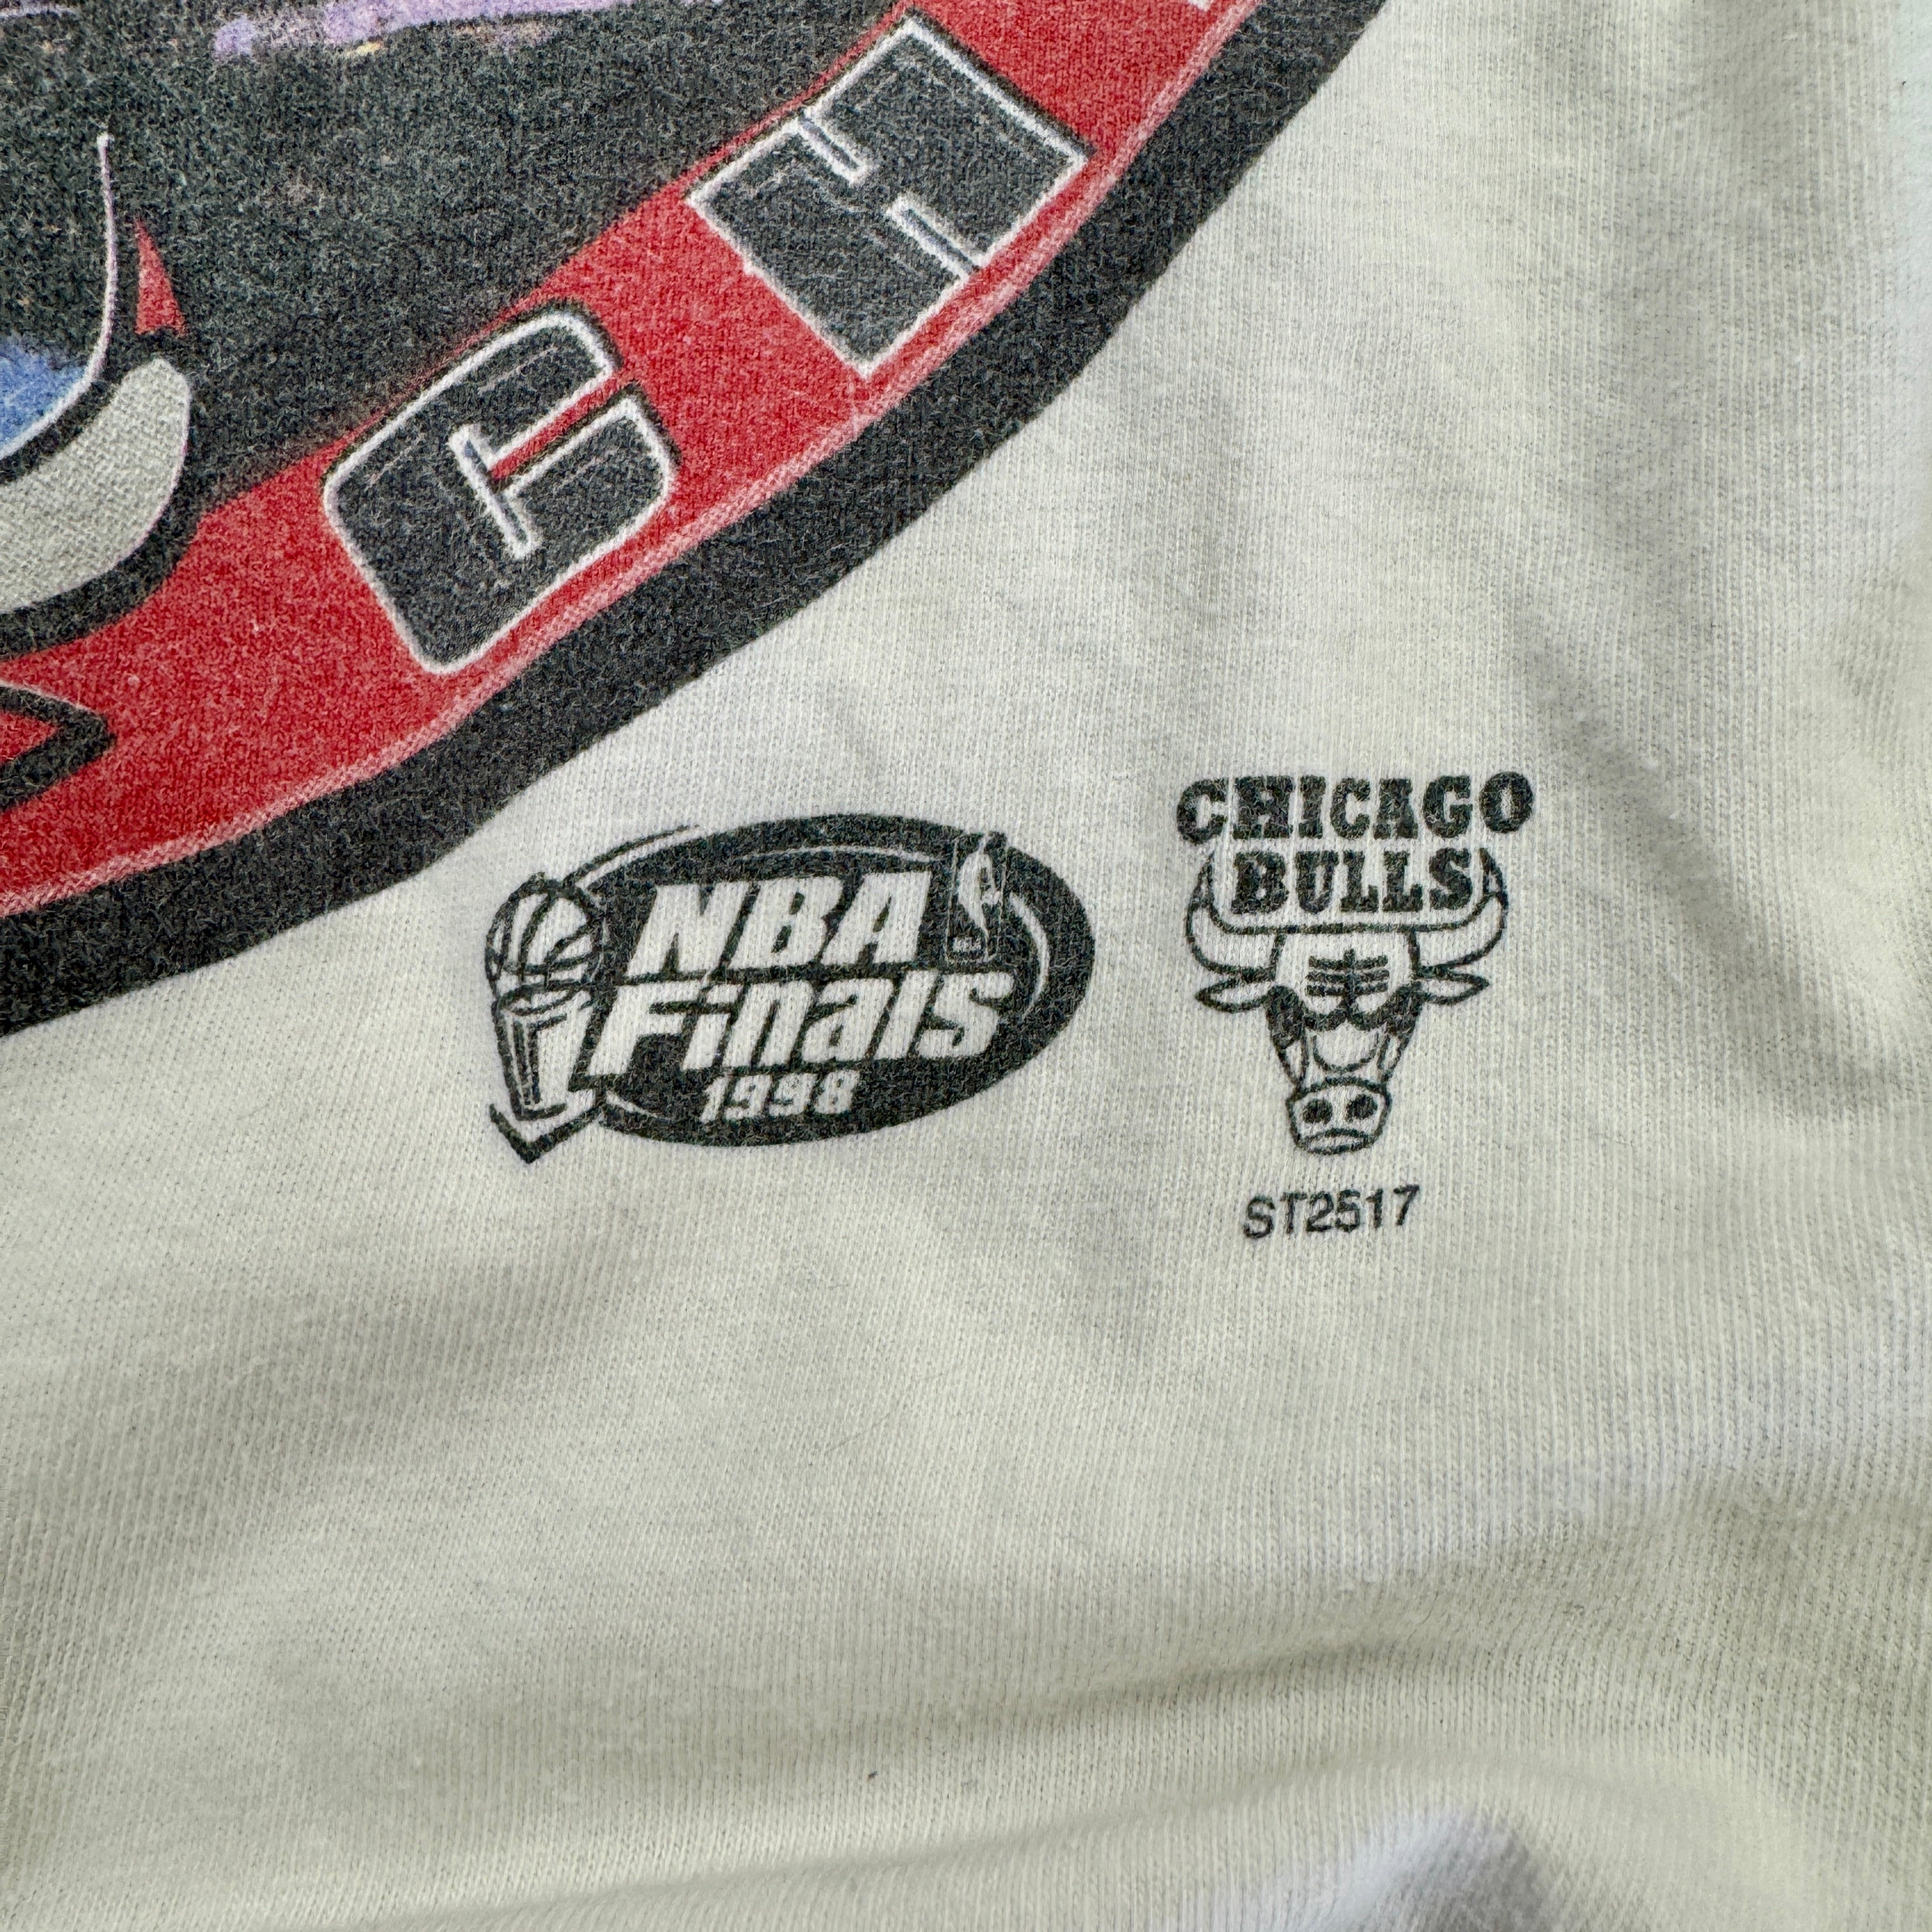 CH
NBA
Finals
1998
CHICAGO
BULLS
ST2517